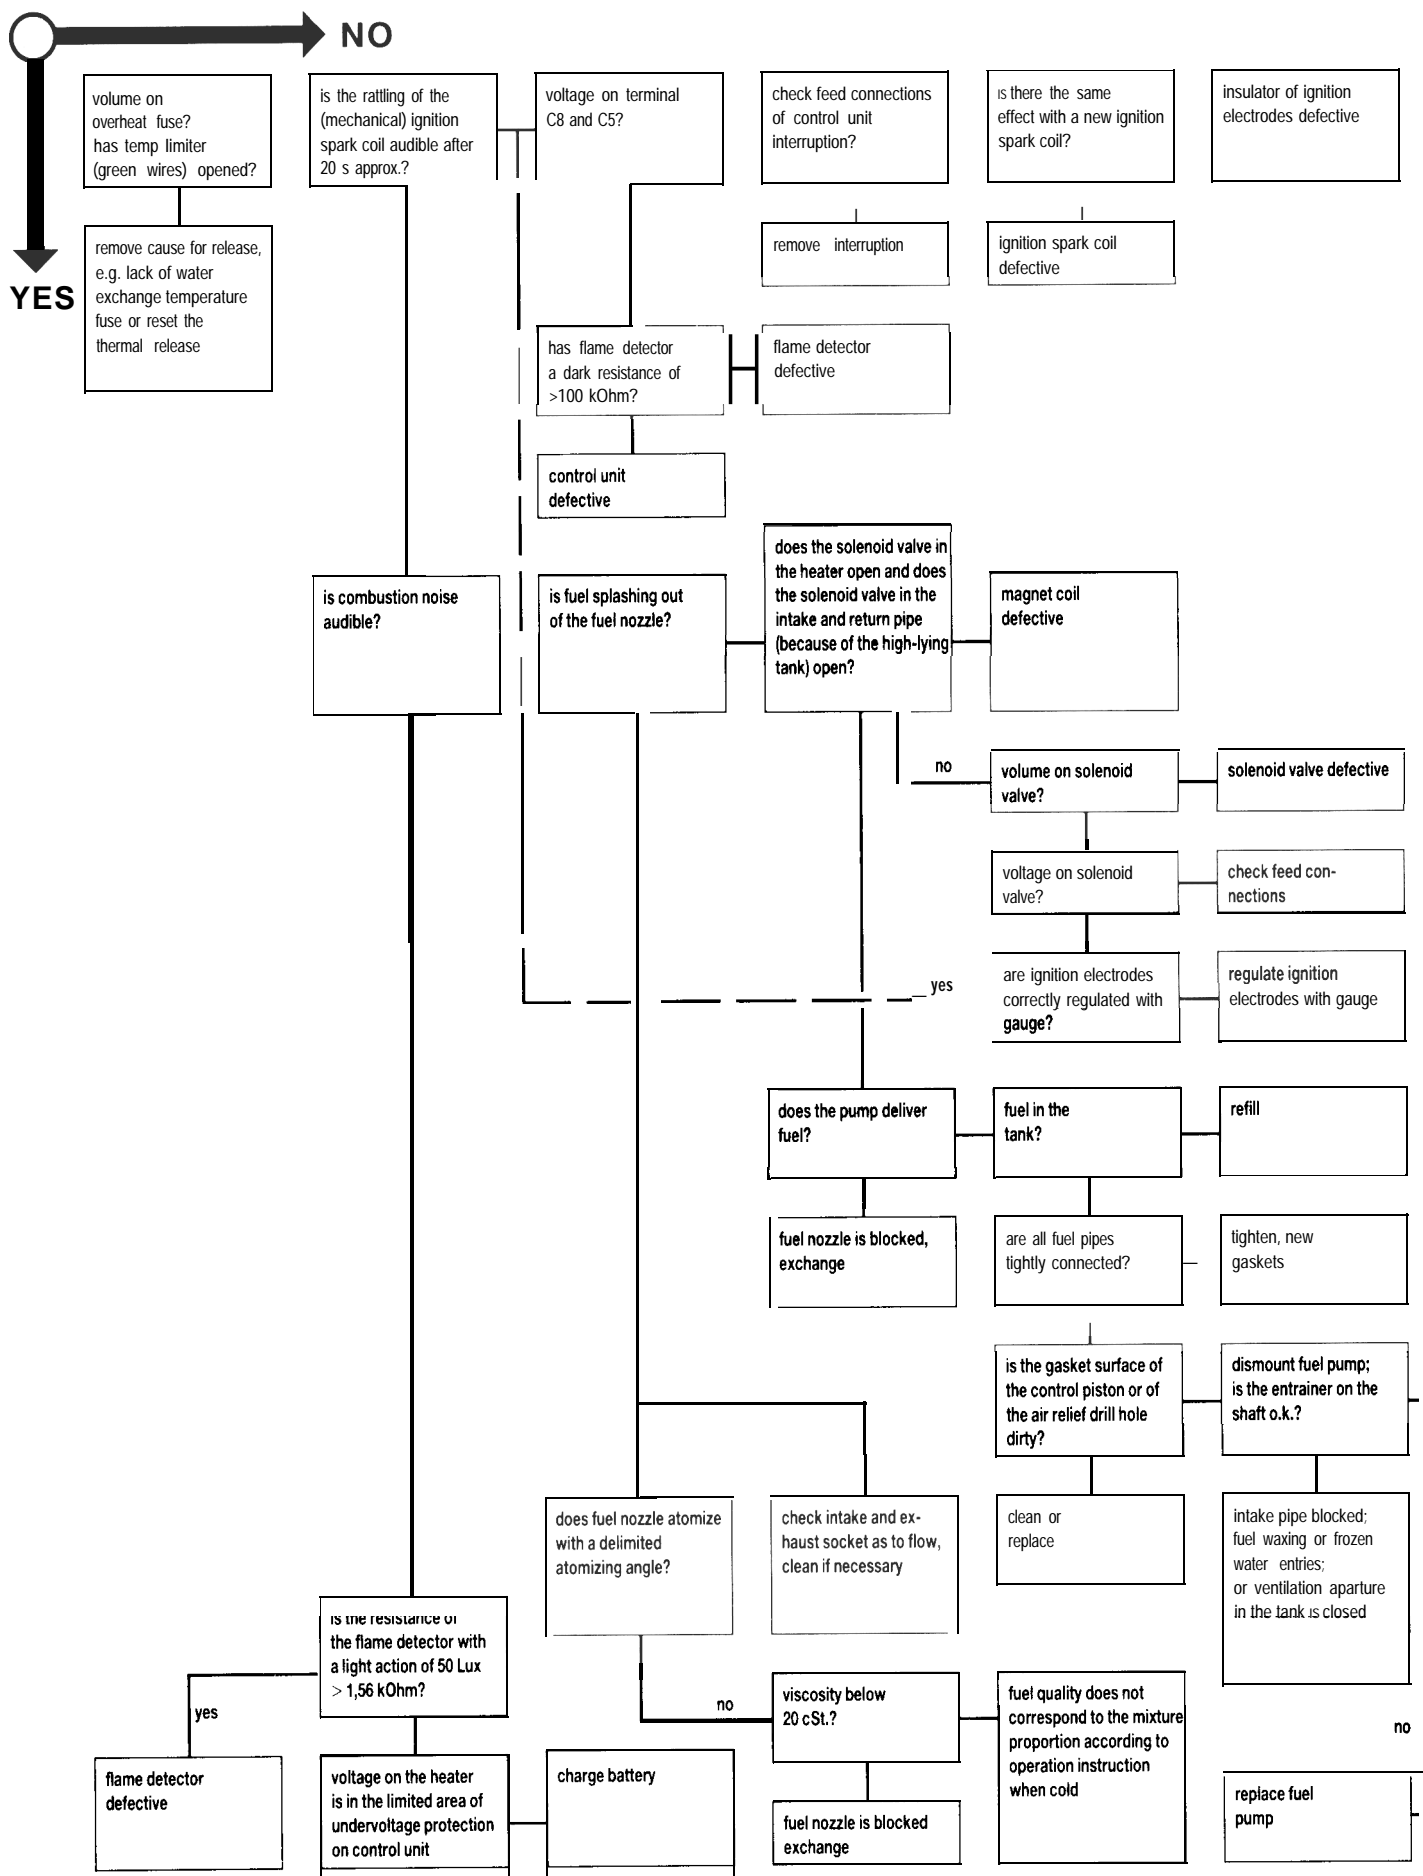 NO
YES
volume on
overheat fuse?
has temp limiter
(green wires) opened?
is the rattling of the
(mechanical) ignition
spark coil audible after
20 s approx.?
voltage on terminal
C8 and C5?
check feed connections
of control unit
interruption?
is there the same
effect with a new ignition
spark coil?
insulator of ignition
electrodes defective
remove cause for release,
e.g. lack of water
exchange temperature
fuse or reset the
thermal release
remove interruption
ignition spark coil
defective
has flame detector
a dark resistance of
>100 kOhm?
flame detector
defective
control unit
defective
is combustion noise
audible?
is fuel splashing out
of the fuel nozzle?
does the solenoid valve in
the heater open and does
the solenoid valve in the
intake and return pipe
(because of the high-lying
tank) open?
magnet coil
defective
no
volume on solenoid
valve?
solenoid valve defective
voltage on solenoid
valve?
check feed con-
nections
yes
are ignition electrodes
correctly regulated with
gauge?
regulate ignition
electrodes with gauge
does the pump deliver
fuel?
fuel in the
tank?
refill
fuel nozzle is blocked,
exchange
are all fuel pipes
tightly connected?
tighten, new
gaskets
is the gasket surface of
the control piston or of
the air relief drill hole
dirty?
dismount fuel pump;
is the entrainer on the
shaft o.k.?
does fuel nozzle atomize
with a delimited
atomizing angle?
check intake and ex-
haust socket as to flow,
clean if necessary
clean or
replace
intake pipe blocked;
fuel waxing or frozen
water entries;
or ventilation aparture
in the tank is closed
is the resistance of
the flame detector with
a light action of 50 Lux
> 1,56 kOhm?
yes
no
viscosity below
20 cSt.?
fuel quality does not
correspond to the mixture
proportion according to
operation instruction
when cold
no
flame detector
defective
voltage on the heater
is in the limited area of
undervoltage protection
on control unit
charge battery
fuel nozzle is blocked
exchange
replace fuel
pump